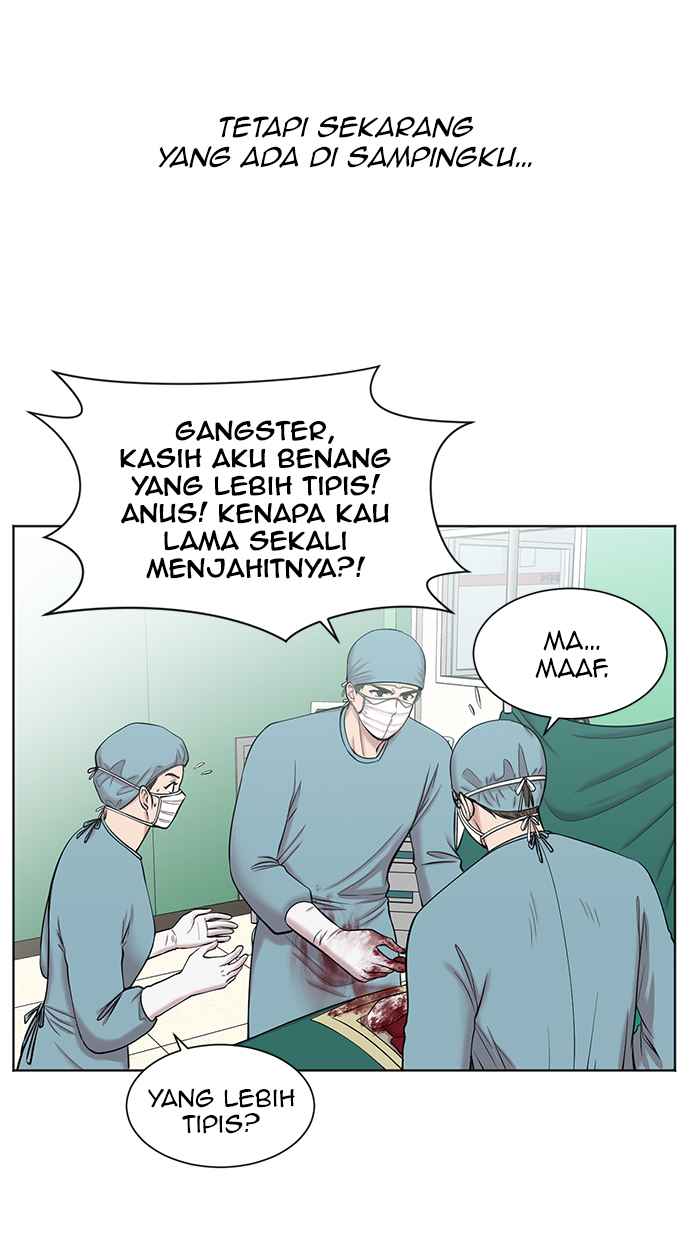 TETAPI SEKARANG
YANG ADA DI SAMPINGKU...
GANGSTER,
KASIH AKU BENANG
YANG LEBIH TIPIS!
ANUS! KENAPA KAU
LAMA SEKALI
MENJAHITNYA?!
MA...
MAAF.
YANG LEBIH
TIPIS?